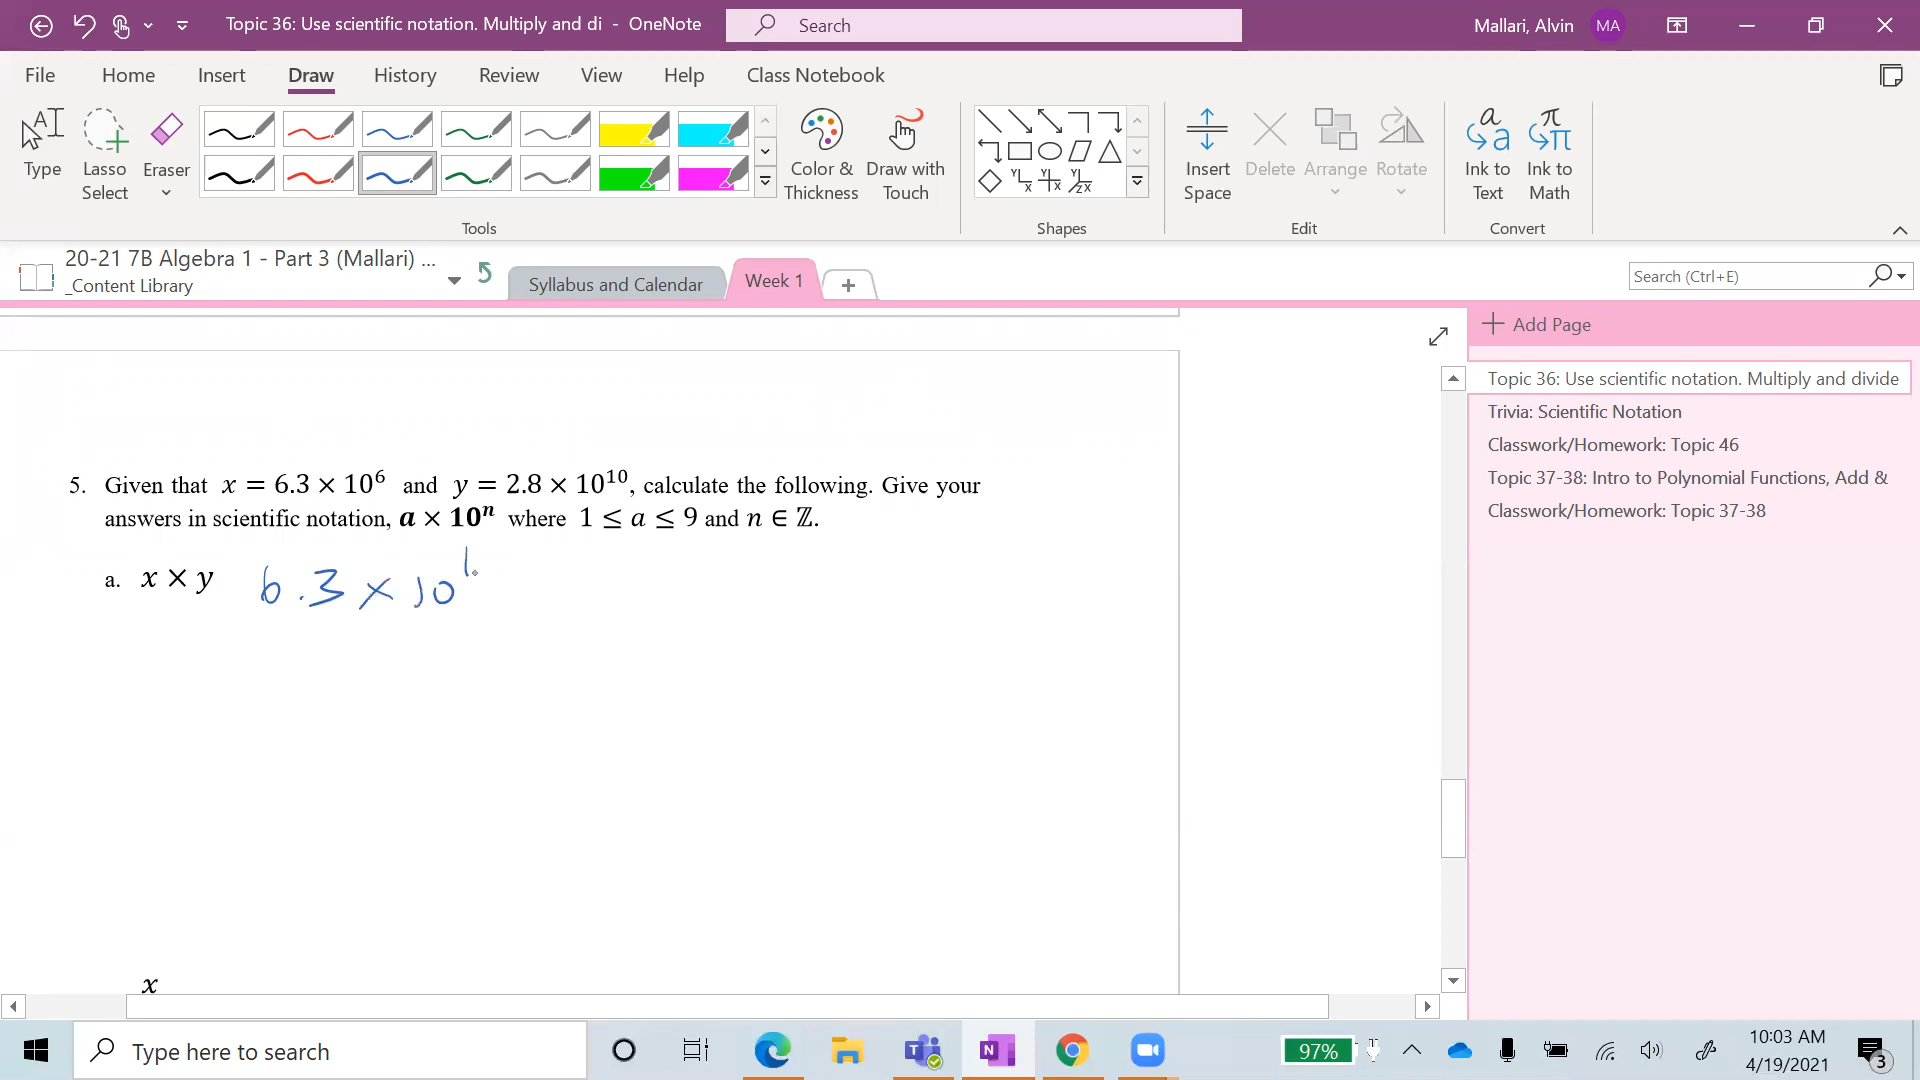 Topic 36: Use scientific notation. Multiply and di - OneNote
Search
Mallari, Alvin MA
File Home Insert Draw History Review View Help Class Notebook
Type
Lasso Select
Eraser
Color & Thickness
Draw with Touch
Insert Space
Delete
Arrange
Rotate
Ink to Text
Ink to Math
Tools Shapes Edit Convert
20-21 7B Algebra 1 - Part 3 (Mallari) ...
_Content Library
Syllabus and Calendar
Week 1
+
Search (Ctrl+E)
Add Page
Topic 36: Use scientific notation. Multiply and divide
Trivia: Scientific Notation
Classwork/Homework: Topic 46
Topic 37-38: Intro to Polynomial Functions, Add &
Classwork/Homework: Topic 37-38
5. Given that x = 6.3 × 10⁶ and y = 2.8 × 10¹⁰, calculate the following. Give your
answers in scientific notation, a × 10ⁿ where 1 ≤ a ≤ 9 and n ∈ ℤ.
a. x × y 6.3 × 10
x
Type here to search
97%
10:03 AM
4/19/2021
3